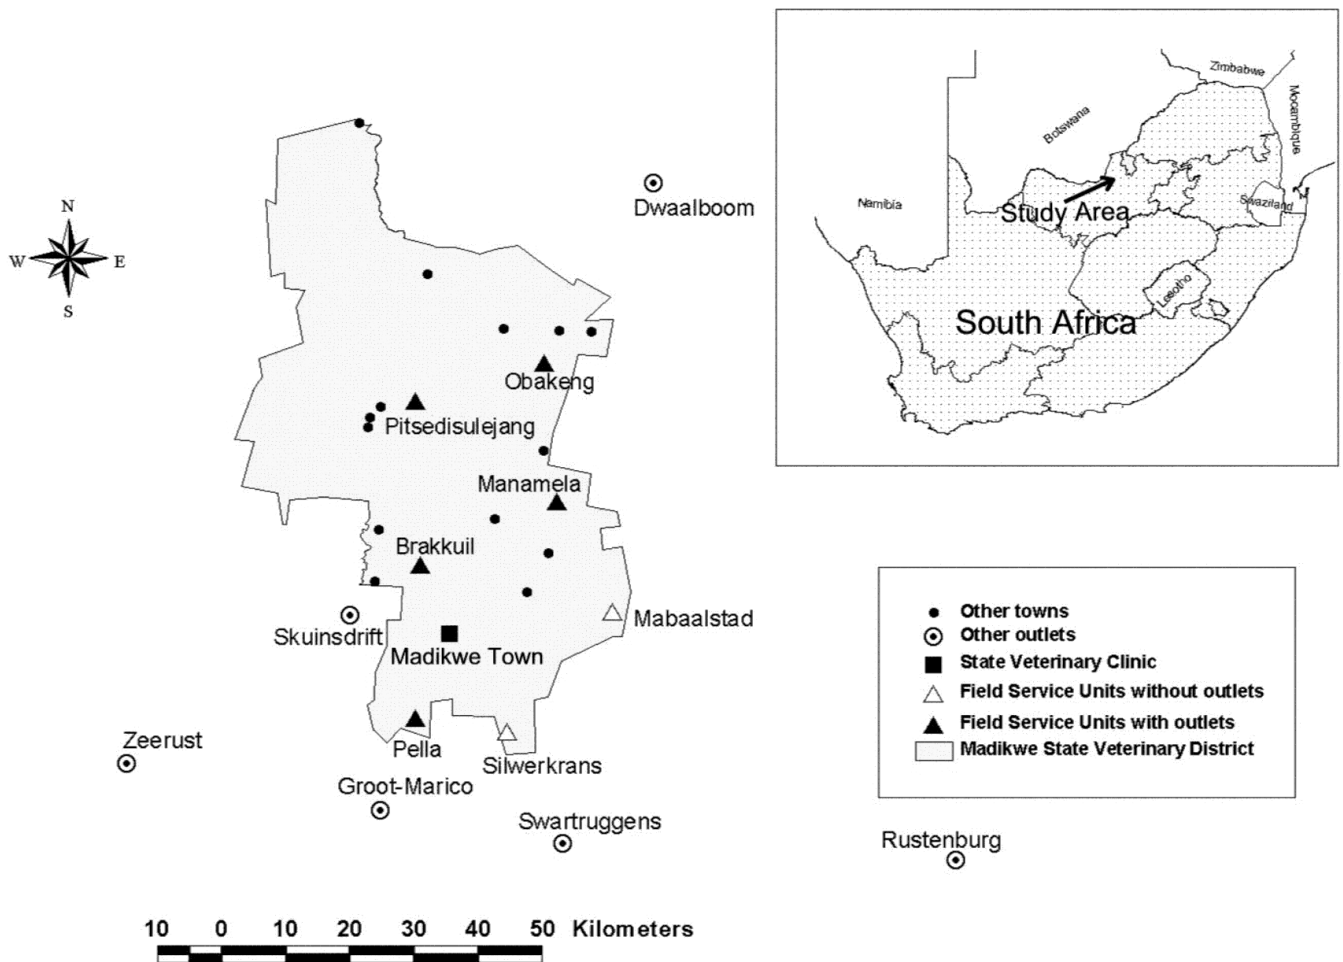 Zimbabwe
Mocambique
Botswana
Namibia
Study Area
Swaziland
Lesotho
South Africa
N
W
E
S
Dwaalboom
Obakeng
Pitsedisulejang
Manamela
Brakkuil
Mabaalstad
Skuinsdrift
Madikwe Town
Zeerust
Pella
Silwerkrans
Groot-Marico
Swartruggens
Rustenburg
Other towns
Other outlets
State Veterinary Clinic
Field Service Units without outlets
Field Service Units with outlets
Madikwe State Veterinary District
10 0 10 20 30 40 50 Kilometers